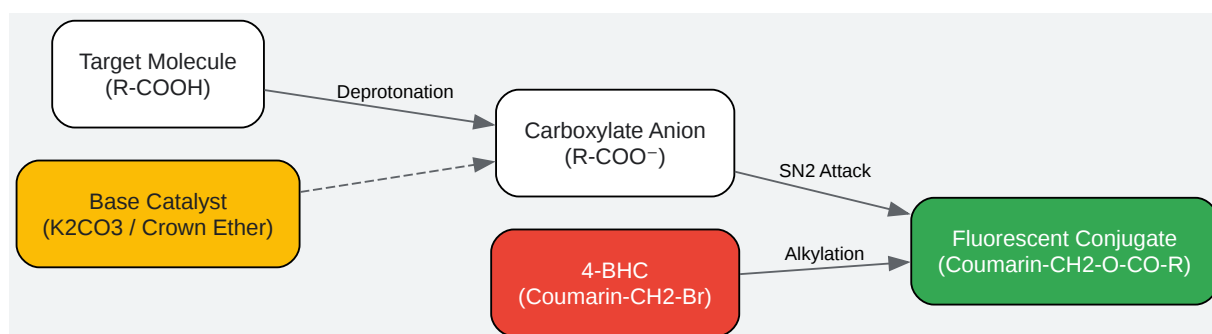 Target Molecule
(R-COOH)
Deprotonation
Carboxylate Anion
(R-COO⁻)
Base Catalyst
(K2CO3 / Crown Ether)
SN2 Attack
4-BHC
(Coumarin-CH2-Br)
Alkylation
Fluorescent Conjugate
(Coumarin-CH2-O-CO-R)